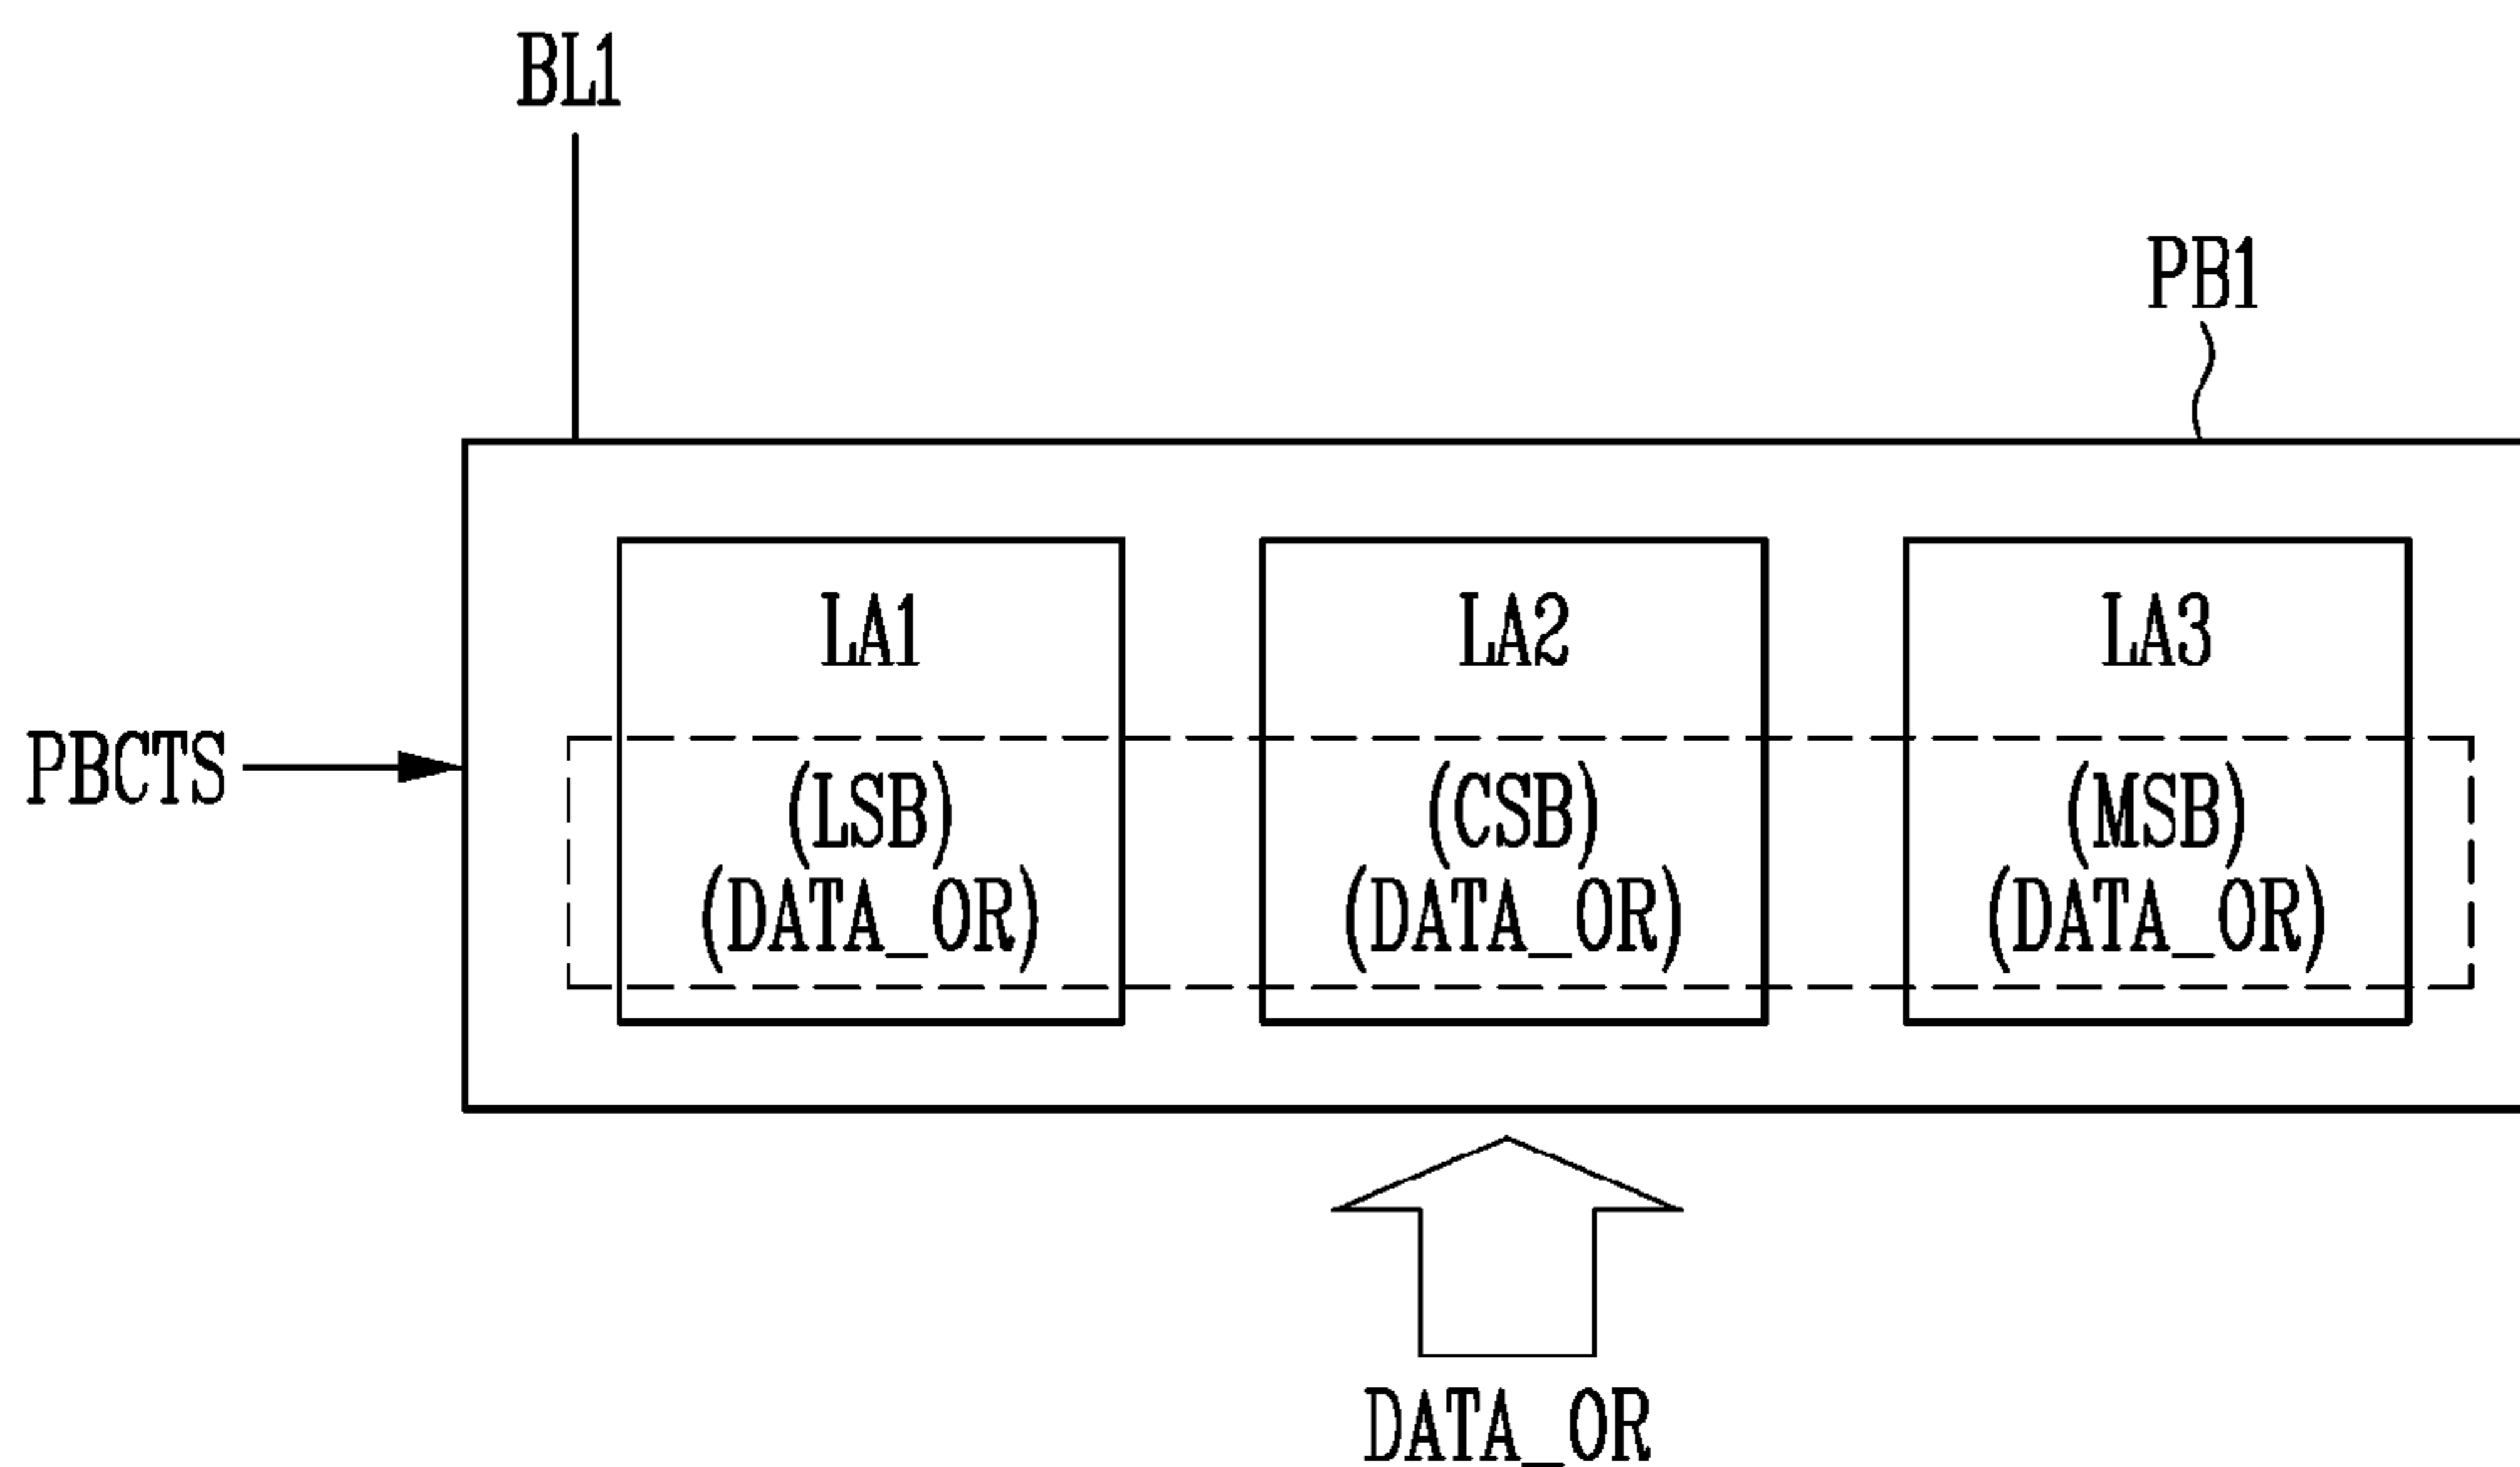 BL1
PB1
LA1
LA2
LA3
PBCTS
(LSB)
(DATA_OR)
(CSB)
(DATA_OR)
(MSB)
(DATA_OR)
DATA_OR